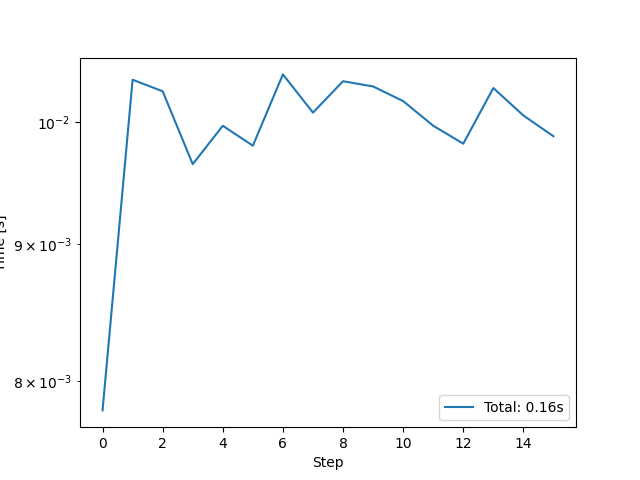 10⁻²
Time [s]
9 × 10⁻³
8 × 10⁻³
Total: 0.16s
0 2 4 6 8 10 12 14
Step